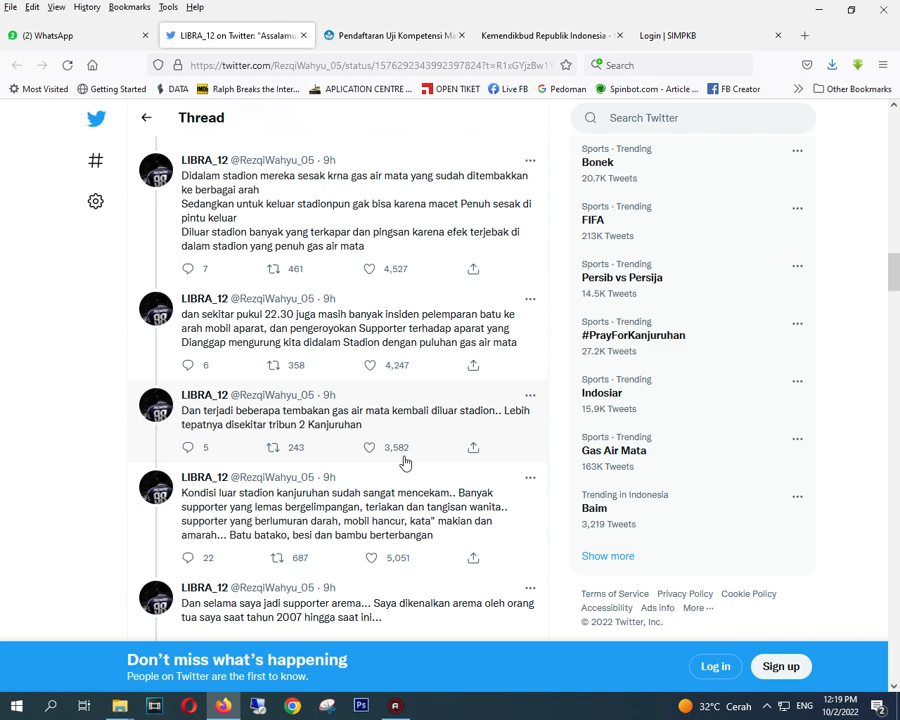 File Edit View History Bookmarks Tools Help
(2) WhatsApp
LIBRA_12 on Twitter: "Assalamu
Pendaftaran Uji Kompetensi Ma
Kemendikbud Republik Indonesia -
Login | SIMPKB
https://twitter.com/RezqiWahyu_05/status/1576292343992397824?t=R1xGYjzBw1
Search
Most Visited Getting Started DATA Ralph Breaks the Inter... APLICATION CENTRE ... OPEN TIKET Live FB Pedoman Spinbot.com - Article ... FB Creator Other Bookmarks
Thread
LIBRA_12 @RezqiWahyu_05 · 9h
Didalam stadion mereka sesak krna gas air mata yang sudah ditembakkan
ke berbagai arah
Sedangkan untuk keluar stadionpun gak bisa karena macet Penuh sesak di
pintu keluar
Diluar stadion banyak yang terkapar dan pingsan karena efek terjebak di
dalam stadion yang penuh gas air mata
7 461 4,527
LIBRA_12 @RezqiWahyu_05 · 9h
dan sekitar pukul 22.30 juga masih banyak insiden pelemparan batu ke
arah mobil aparat, dan pengeroyokan Supporter terhadap aparat yang
Dianggap mengurung kita didalam Stadion dengan puluhan gas air mata
6 358 4,247
LIBRA_12 @RezqiWahyu_05 · 9h
Dan terjadi beberapa tembakan gas air mata kembali diluar stadion.. Lebih
tepatnya disekitar tribun 2 Kanjuruhan
5 243 3,582
LIBRA_12 @RezqiWahyu_05 · 9h
Kondisi luar stadion kanjuruhan sudah sangat mencekam.. Banyak
supporter yang lemas bergelimpangan, teriakan dan tangisan wanita..
supporter yang berlumuran darah, mobil hancur, kata" makian dan
amarah... Batu batako, besi dan bambu berterbangan
22 687 5,051
LIBRA_12 @RezqiWahyu_05 · 9h
Dan selama saya jadi supporter arema... Saya dikenalkan arema oleh orang
tua saya saat tahun 2007 hingga saat ini...
Search Twitter
Sports · Trending
Bonek
20.7K Tweets
Sports · Trending
FIFA
213K Tweets
Sports · Trending
Persib vs Persija
14.5K Tweets
Sports · Trending
#PrayForKanjuruhan
27.2K Tweets
Sports · Trending
Indosiar
15.9K Tweets
Sports · Trending
Gas Air Mata
163K Tweets
Trending in Indonesia
Baim
3,219 Tweets
Show more
Terms of Service Privacy Policy Cookie Policy
Accessibility Ads info More ···
© 2022 Twitter, Inc.
Don't miss what's happening
People on Twitter are the first to know.
Log in
Sign up
32°C Cerah
ENG
12:19 PM
10/2/2022
2